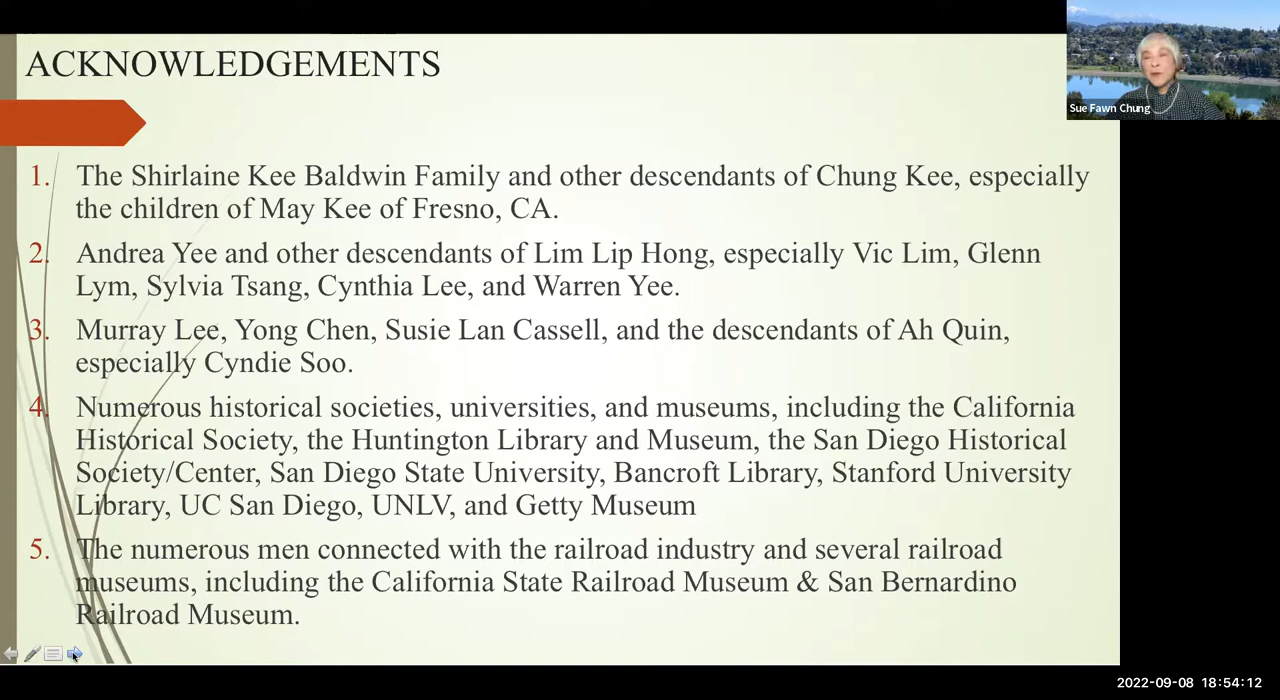 ACKNOWLEDGEMENTS
Sue Fawn Chung
1. The Shirlaine Kee Baldwin Family and other descendants of Chung Kee, especially
the children of May Kee of Fresno, CA.
2. Andrea Yee and other descendants of Lim Lip Hong, especially Vic Lim, Glenn
Lym, Sylvia Tsang, Cynthia Lee, and Warren Yee.
3. Murray Lee, Yong Chen, Susie Lan Cassell, and the descendants of Ah Quin,
especially Cyndie Soo.
4. Numerous historical societies, universities, and museums, including the California
Historical Society, the Huntington Library and Museum, the San Diego Historical
Society/Center, San Diego State University, Bancroft Library, Stanford University
Library, UC San Diego, UNLV, and Getty Museum
5. The numerous men connected with the railroad industry and several railroad
museums, including the California State Railroad Museum & San Bernardino
Railroad Museum.
2022-09-08 18:54:12